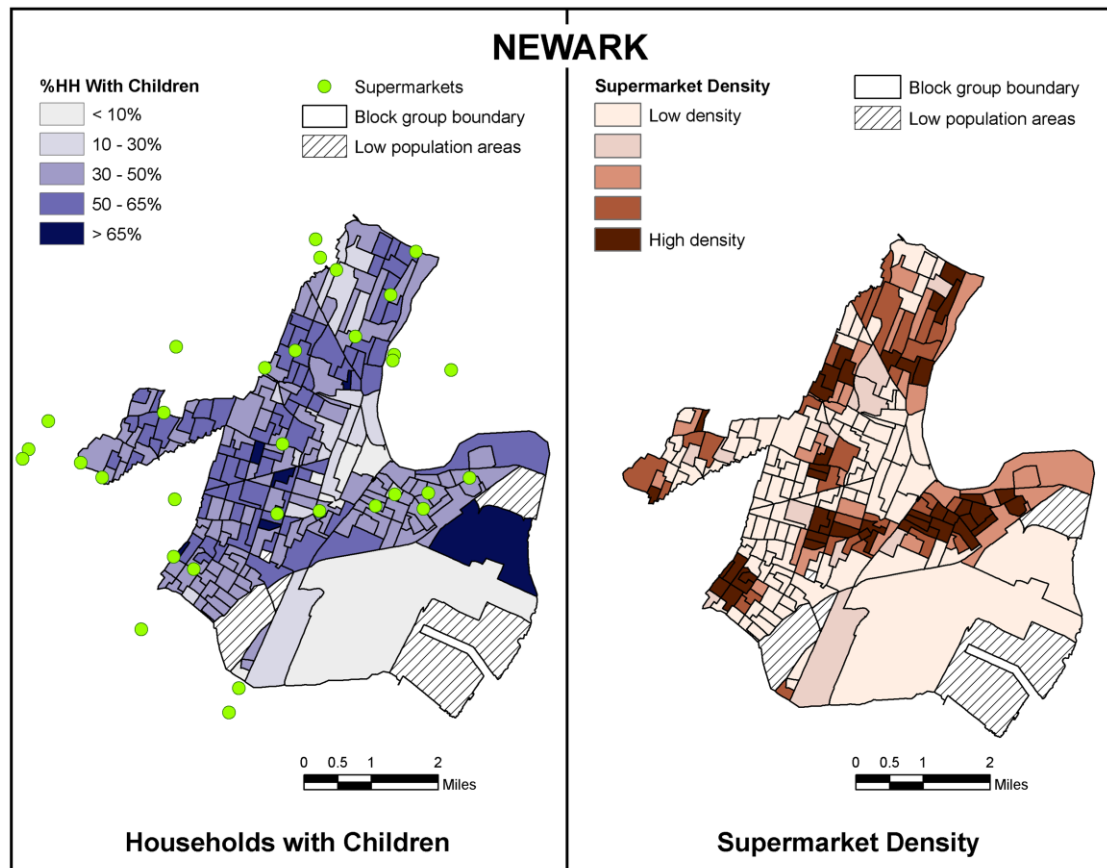 NEWARK
%HH With Children
< 10%
10 - 30%
30 - 50%
50 - 65%
> 65%
Supermarkets
Block group boundary
Low population areas
0 0.5 1 2
Miles
Households with Children
Supermarket Density
Low density
High density
Block group boundary
Low population areas
0 0.5 1 2
Miles
Supermarket Density